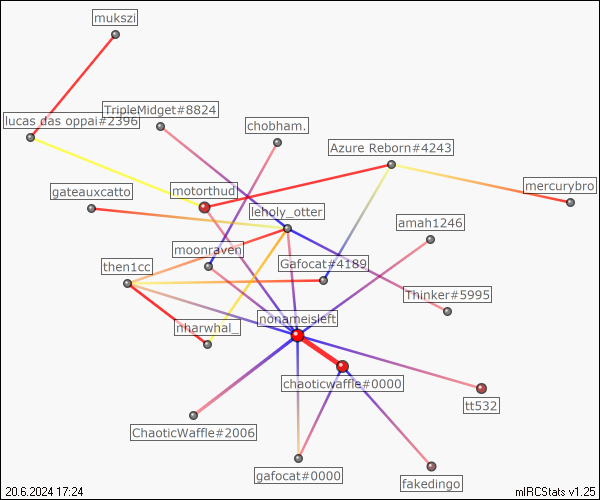 mukszi
TripleMidget#8824
lucas das oppai#2396
chobham.
Azure Reborn#4243
gateauxcatto
motorthud
mercurybro
leholy_otter
amah1246
moonraven
then1cc
Gafocat#4189
Thinker#5995
nonameisleft
nharwhal_
chaoticwaffle#0000
tt532
ChaoticWaffle#2006
gafocat#0000
fakedingo
20.6.2024 17:24
mIRCStats v1.25